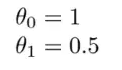 θ₀ = 1
θ₁ = 0.5